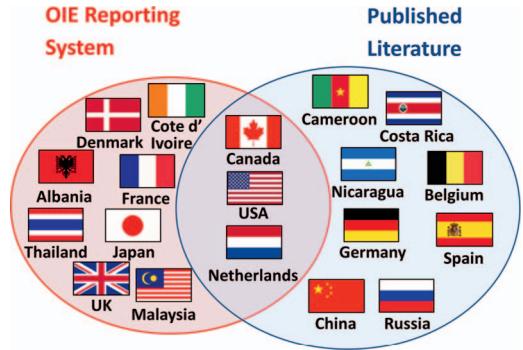 OIE Reporting
System
Published
Literature
Denmark
Cote d'
Ivoire
Albania
France
Thailand
Japan
UK
Malaysia
Canada
USA
Netherlands
Cameroon
Costa Rica
Nicaragua
Belgium
Germany
Spain
China
Russia